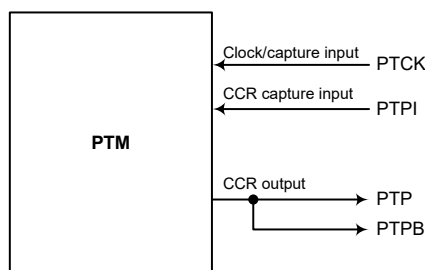 Clock/capture input
PTCK
CCR capture input
PTPI
PTM
CCR output
PTP
PTPB